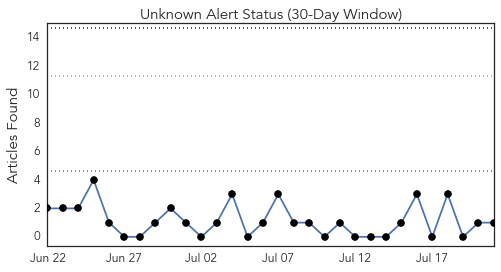 Unknown Alert Status (30-Day Window)
Articles Found
14
12
10
8
6
4
2
0
Jun 22 Jun 27 Jul 02 Jul 07 Jul 12 Jul 17